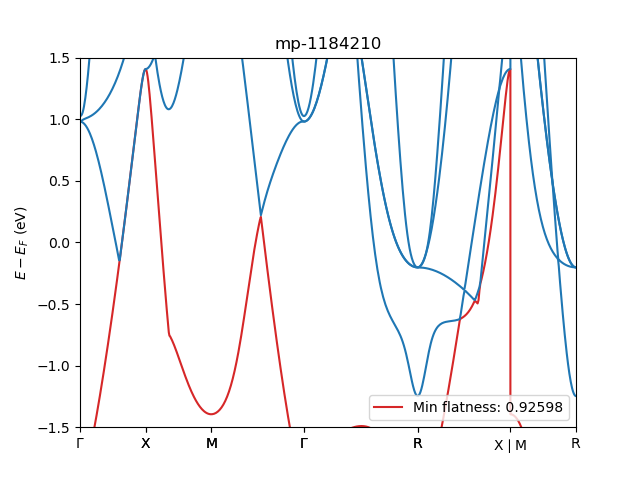 mp-1184210
E − E_F (eV)
1.5
1.0
0.5
0.0
−0.5
−1.0
−1.5
Min flatness: 0.92598
Γ X M Γ R X | M R